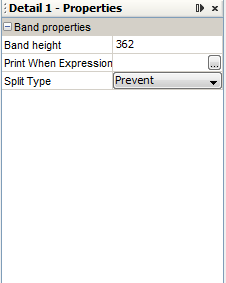 Detail 1 - Properties
Band properties
Band height 362
Print When Expression ...
Split Type Prevent